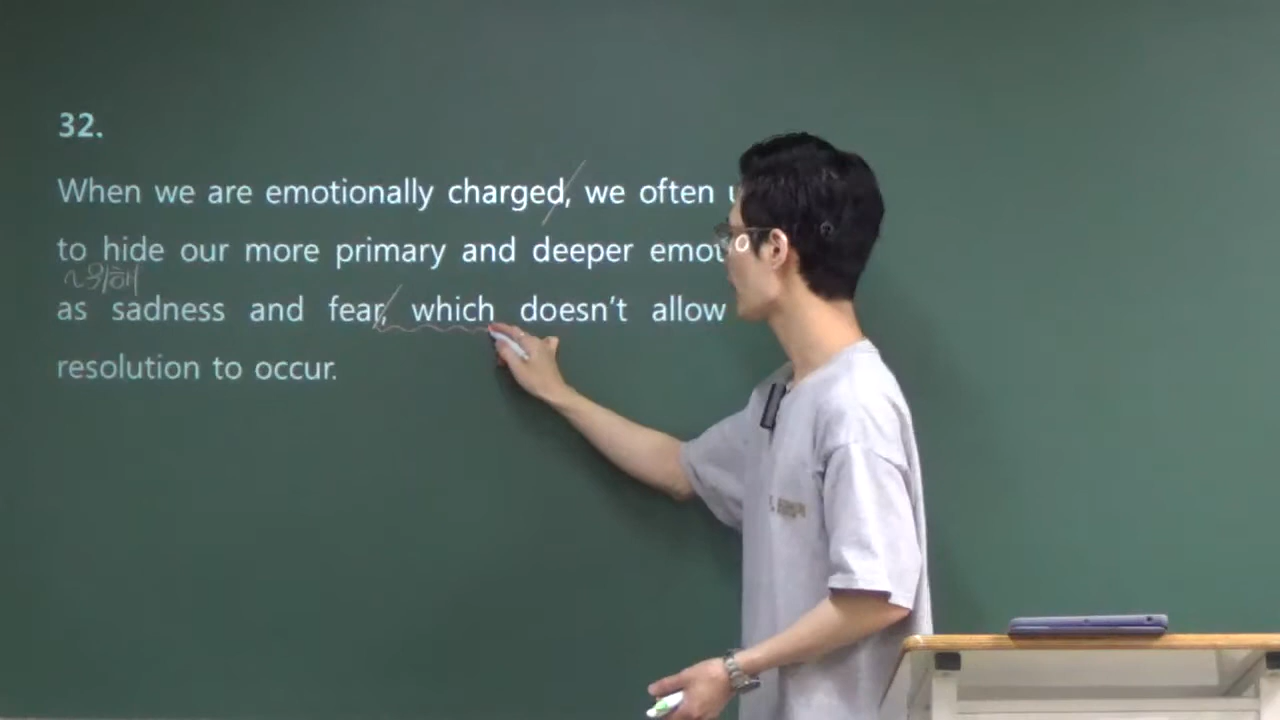 32.
When we are emotionally charged, we often
to hide our more primary and deeper
~위해
as sadness and fear, which doesn't allow
resolution to occur.